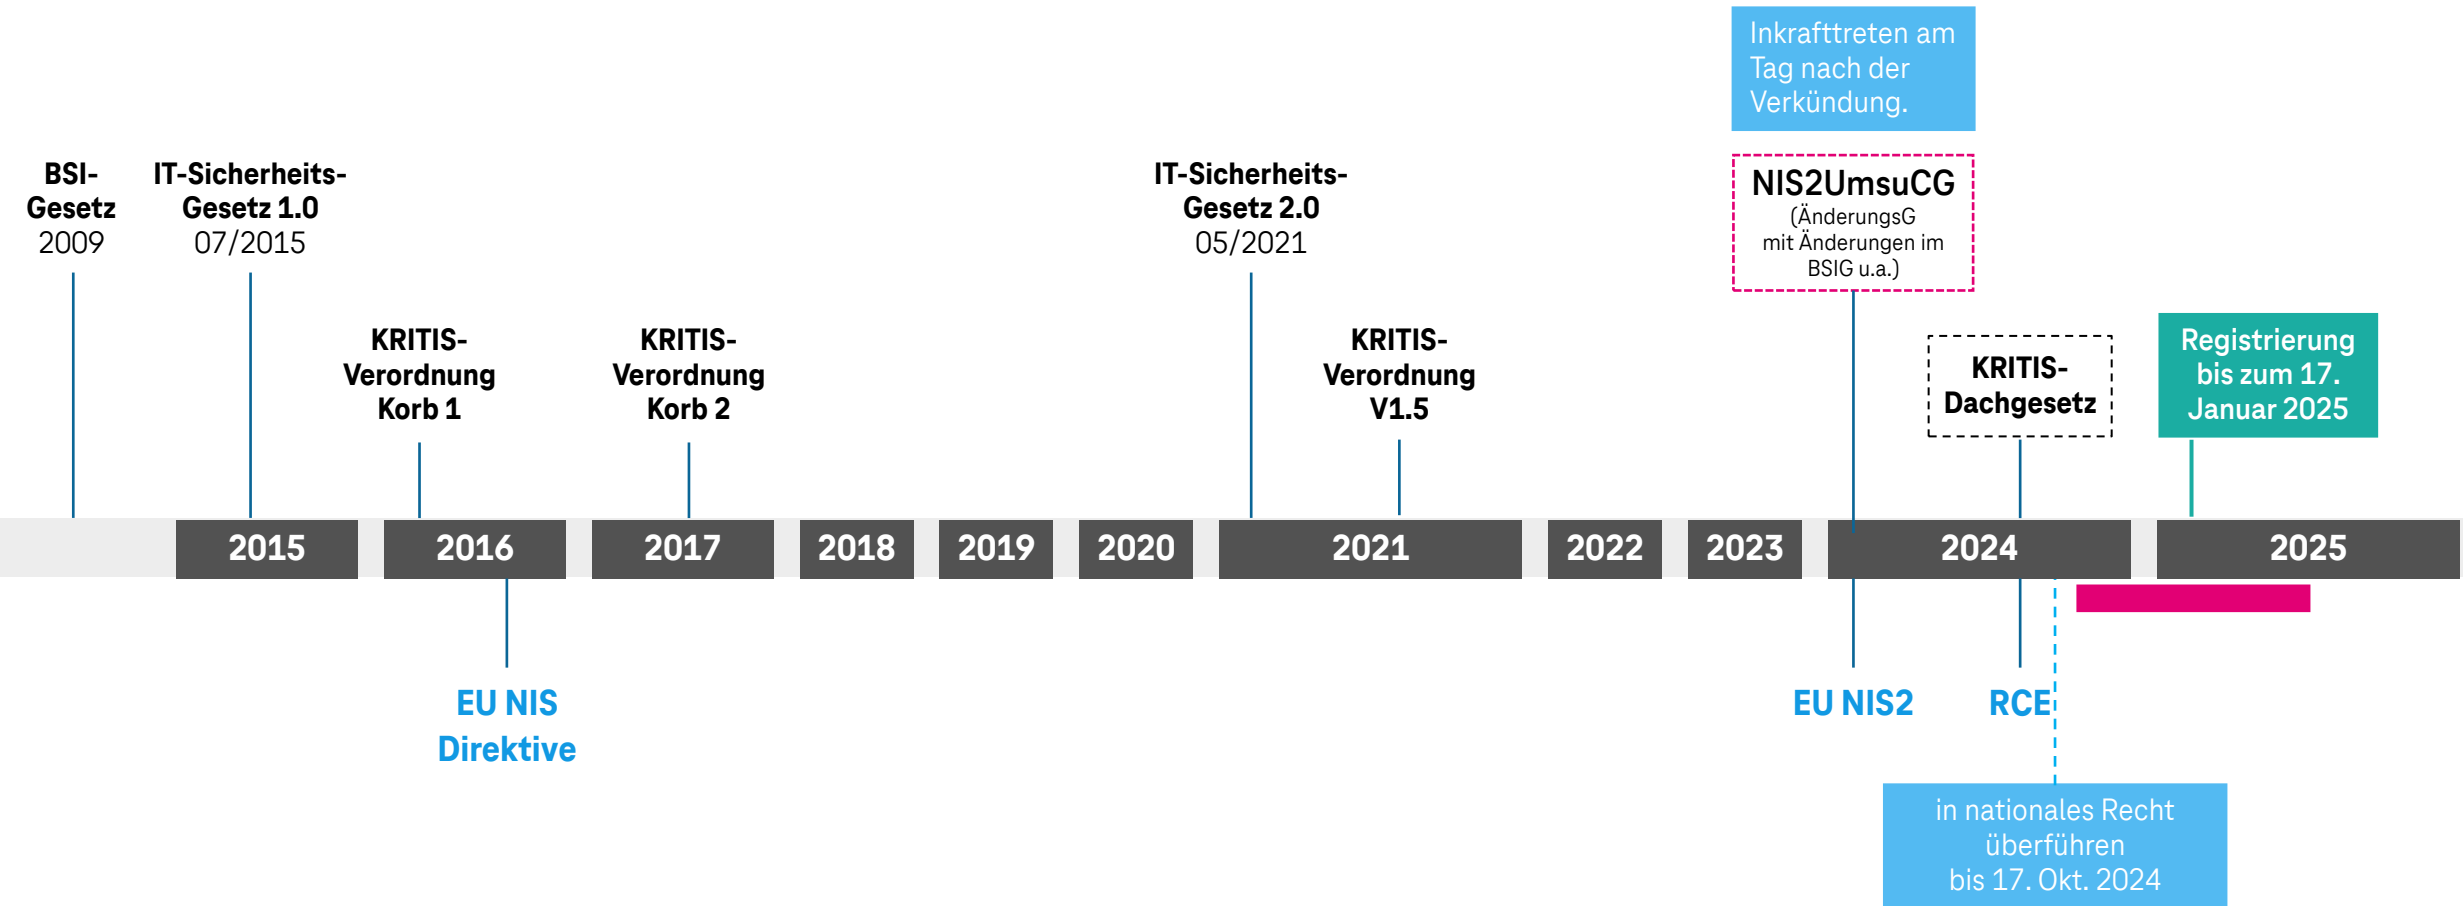 Inkrafttreten am
Tag nach der
Verkündung.
BSI-
Gesetz
2009
IT-Sicherheits-
Gesetz 1.0
07/2015
IT-Sicherheits-
Gesetz 2.0
05/2021
NIS2UmsuCG
(ÄnderungsG
mit Änderungen im
BSIG u.a.)
KRITIS-
Verordnung
Korb 1
KRITIS-
Verordnung
Korb 2
KRITIS-
Verordnung
V1.5
KRITIS-
Dachgesetz
Registrierung
bis zum 17.
Januar 2025
2015
2016
2017
2018
2019
2020
2021
2022
2023
2024
2025
EU NIS
Direktive
EU NIS2
RCE
in nationales Recht
überführen
bis 17. Okt. 2024